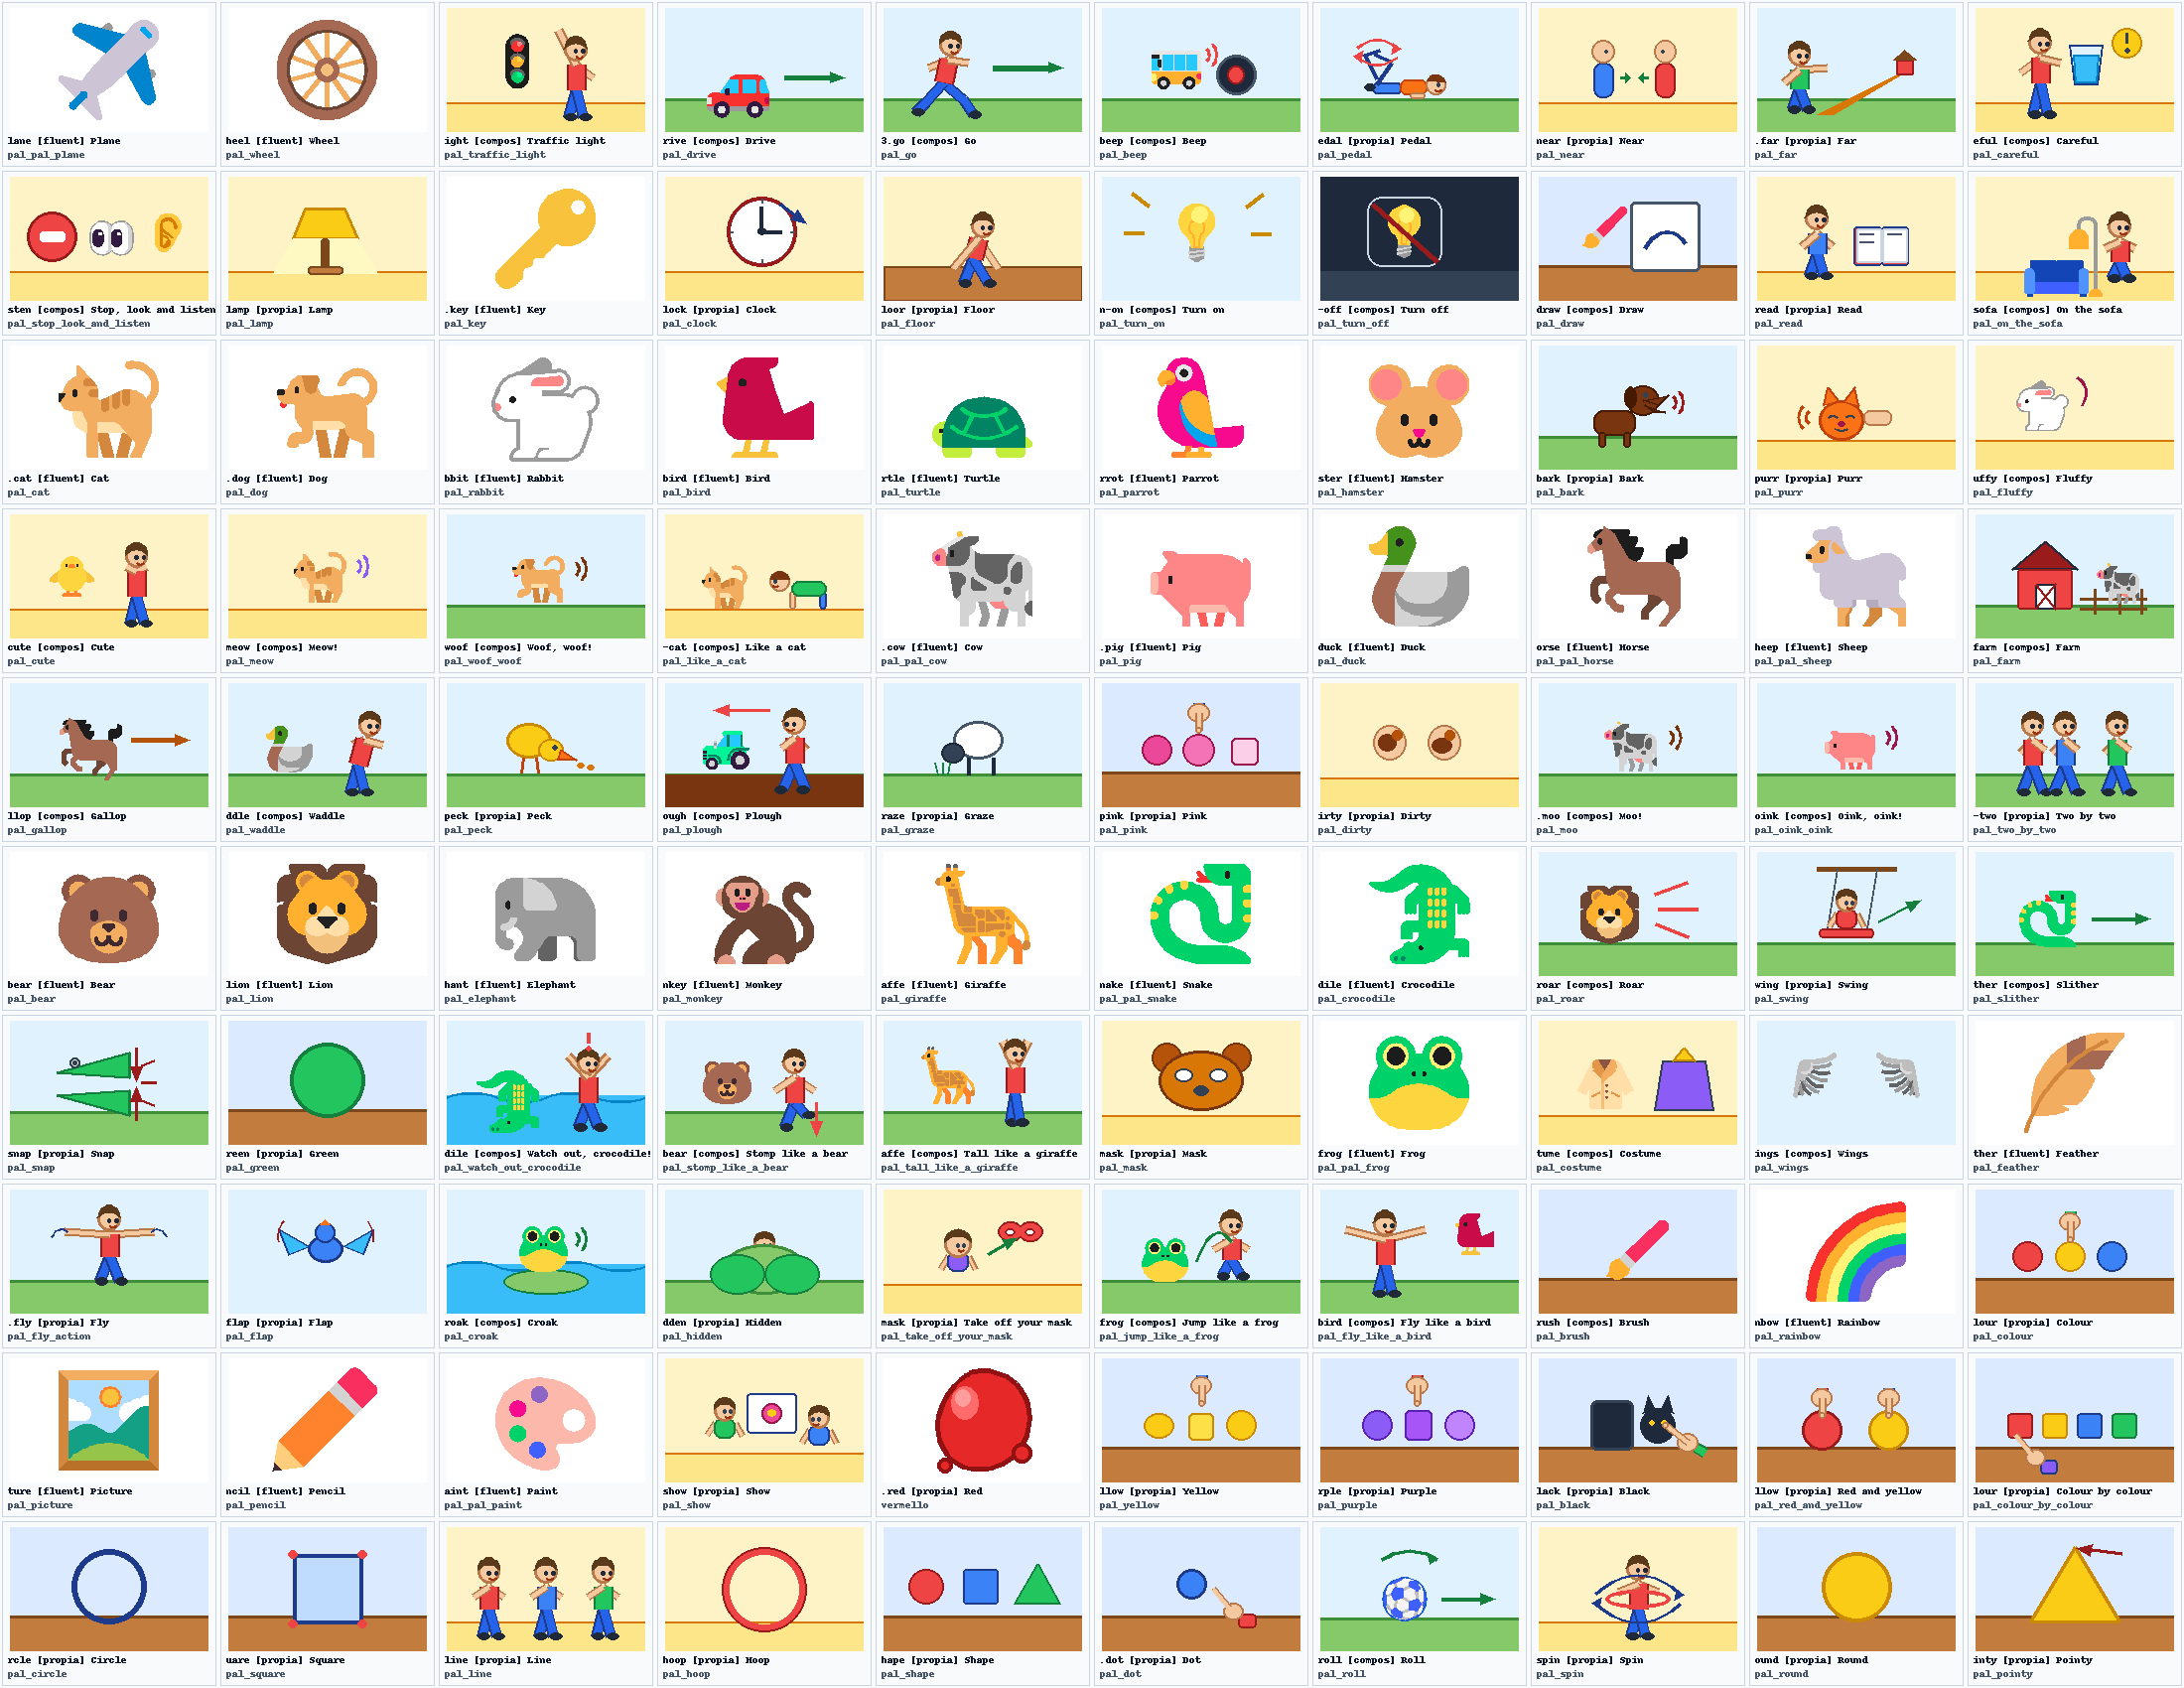 lane [fluent] Plane
pal_pal_plane
heel [fluent] Wheel
pal_wheel
ight [compos] Traffic light
pal_traffic_light
rive [compos] Drive
pal_drive
3.go [compos] Go
pal_go
beep [compos] Beep
pal_beep
edal [propia] Pedal
pal_pedal
near [propia] Near
pal_near
.far [propia] Far
pal_far
eful [compos] Careful
pal_careful
sten [compos] Stop, look and listen
pal_stop_look_and_listen
lamp [propia] Lamp
pal_lamp
.key [fluent] Key
pal_key
lock [propia] Clock
pal_clock
loor [propia] Floor
pal_floor
n-on [compos] Turn on
pal_turn_on
-off [compos] Turn off
pal_turn_off
draw [compos] Draw
pal_draw
read [propia] Read
pal_read
sofa [compos] On the sofa
pal_on_the_sofa
.cat [fluent] Cat
pal_cat
.dog [fluent] Dog
pal_dog
bbit [fluent] Rabbit
pal_rabbit
bird [fluent] Bird
pal_bird
rtle [fluent] Turtle
pal_turtle
rrot [fluent] Parrot
pal_parrot
ster [fluent] Hamster
pal_hamster
bark [propia] Bark
pal_bark
purr [propia] Purr
pal_purr
uffy [compos] Fluffy
pal_fluffy
cute [compos] Cute
pal_cute
meow [compos] Meow!
pal_meow
woof [compos] Woof, woof!
pal_woof_woof
-cat [compos] Like a cat
pal_like_a_cat
.cow [fluent] Cow
pal_pal_cow
.pig [fluent] Pig
pal_pig
duck [fluent] Duck
pal_duck
orse [fluent] Horse
pal_pal_horse
heep [fluent] Sheep
pal_pal_sheep
farm [compos] Farm
pal_farm
llop [compos] Gallop
pal_gallop
ddle [compos] Waddle
pal_waddle
peck [propia] Peck
pal_peck
ough [compos] Plough
pal_plough
raze [propia] Graze
pal_graze
pink [propia] Pink
pal_pink
irty [propia] Dirty
pal_dirty
.moo [compos] Moo!
pal_moo
oink [compos] Oink, oink!
pal_oink_oink
-two [propia] Two by two
pal_two_by_two
bear [fluent] Bear
pal_bear
lion [fluent] Lion
pal_lion
hant [fluent] Elephant
pal_elephant
nkey [fluent] Monkey
pal_monkey
affe [fluent] Giraffe
pal_giraffe
nake [fluent] Snake
pal_pal_snake
dile [fluent] Crocodile
pal_crocodile
roar [compos] Roar
pal_roar
wing [propia] Swing
pal_swing
ther [compos] Slither
pal_slither
snap [propia] Snap
pal_snap
reen [propia] Green
pal_green
dile [compos] Watch out, crocodile!
pal_watch_out_crocodile
bear [compos] Stomp like a bear
pal_stomp_like_a_bear
affe [compos] Tall like a giraffe
pal_tall_like_a_giraffe
mask [propia] Mask
pal_mask
frog [fluent] Frog
pal_pal_frog
tume [compos] Costume
pal_costume
ings [compos] Wings
pal_wings
ther [fluent] Feather
pal_feather
.fly [propia] Fly
pal_fly_action
flap [propia] Flap
pal_flap
roak [compos] Croak
pal_croak
dden [propia] Hidden
pal_hidden
mask [propia] Take off your mask
pal_take_off_your_mask
frog [compos] Jump like a frog
pal_jump_like_a_frog
bird [compos] Fly like a bird
pal_fly_like_a_bird
rush [compos] Brush
pal_brush
nbow [fluent] Rainbow
pal_rainbow
lour [propia] Colour
pal_colour
ture [fluent] Picture
pal_picture
ncil [fluent] Pencil
pal_pencil
aint [fluent] Paint
pal_pal_paint
show [propia] Show
pal_show
.red [propia] Red
vermello
llow [propia] Yellow
pal_yellow
rple [propia] Purple
pal_purple
lack [propia] Black
pal_black
llow [propia] Red and yellow
pal_red_and_yellow
lour [propia] Colour by colour
pal_colour_by_colour
rcle [propia] Circle
pal_circle
uare [propia] Square
pal_square
line [propia] Line
pal_line
hoop [propia] Hoop
pal_hoop
hape [propia] Shape
pal_shape
.dot [propia] Dot
pal_dot
roll [compos] Roll
pal_roll
spin [propia] Spin
pal_spin
ound [propia] Round
pal_round
inty [propia] Pointy
pal_pointy